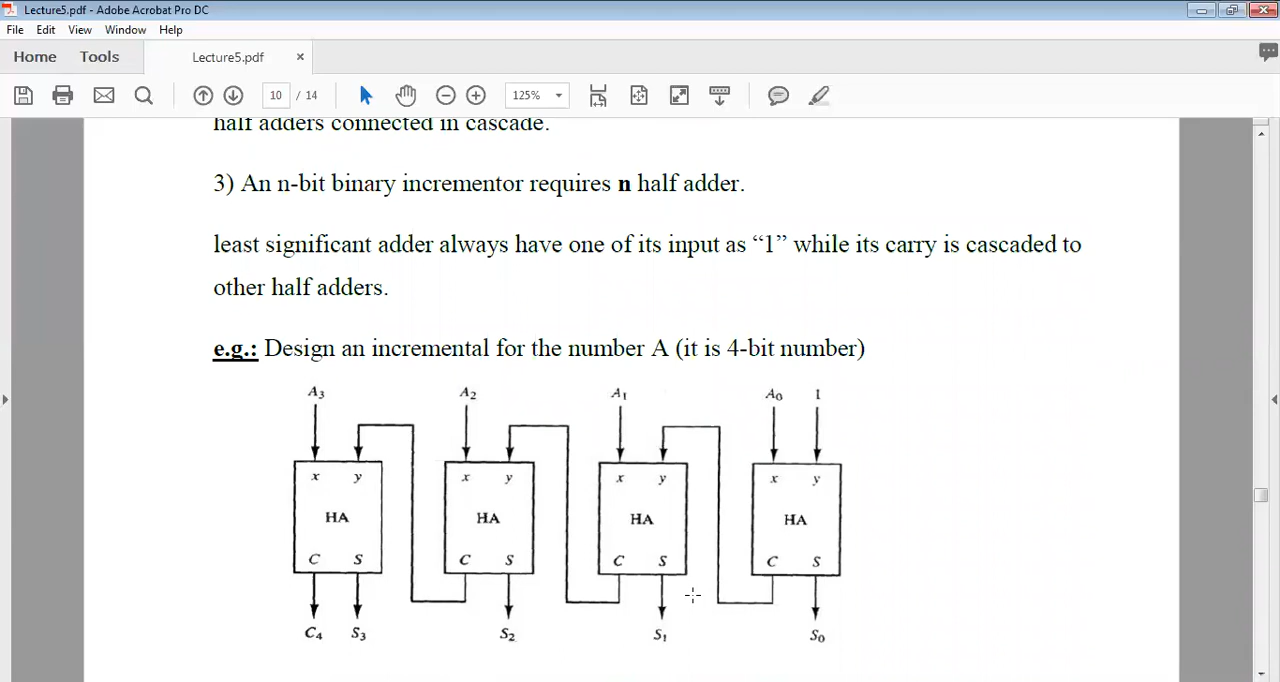 Lecture5.pdf - Adobe Acrobat Pro DC
File Edit View Window Help
Home Tools Lecture5.pdf ×
10 / 14 125%
half adders connected in cascade.
3) An n-bit binary incrementor requires n half adder.
least significant adder always have one of its input as “1” while its carry is cascaded to
other half adders.
e.g.: Design an incremental for the number A (it is 4-bit number)
A₃ A₂ A₁ A₀ 1
x y x y x y x y
HA HA HA HA
C S C S C S C S
C₄ S₃ S₂ S₁ S₀